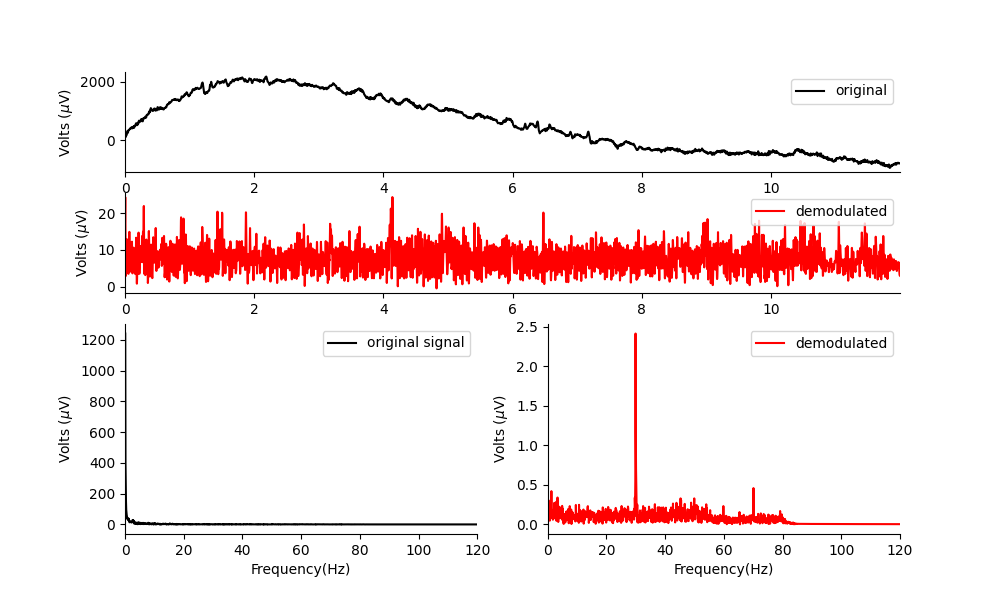 2000
0
Volts (μV)
original
0 2 4 6 8 10
20
10
0
Volts (μV)
demodulated
0 2 4 6 8 10
1200
1000
800
600
400
200
0
Volts (μV)
original signal
0 20 40 60 80 100 120
Frequency(Hz)
2.5
2.0
1.5
1.0
0.5
0.0
Volts (μV)
demodulated
0 20 40 60 80 100 120
Frequency(Hz)